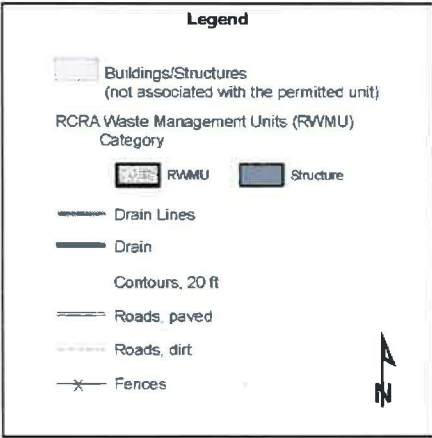 Legend
Buildings/Structures
(not associated with the permitted unit)
RCRA Waste Management Units (RWMU)
Category
RWMU Structure
Drain Lines
Drain
Contours, 20 ft
Roads, paved
Roads, dirt
Fences
N